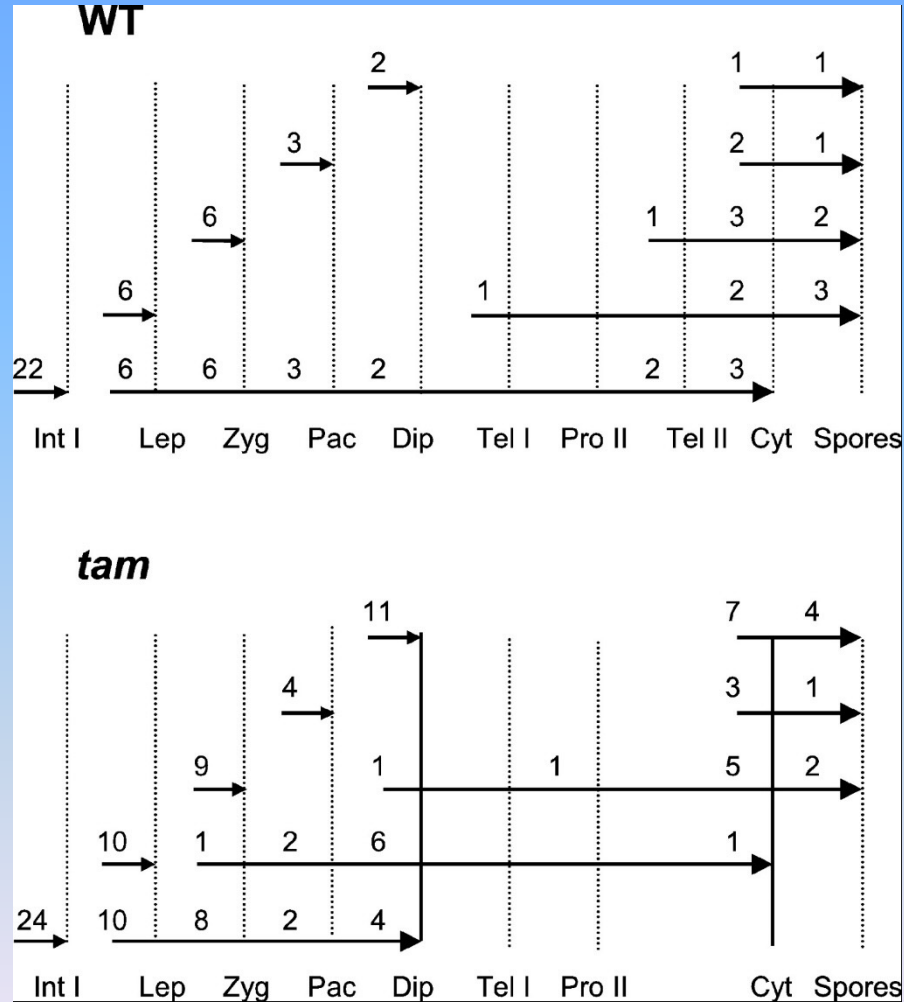 WT
2 1 1
3 2 1
6 1 3 2
6 1 2 3
22 6 6 3 2 2 3
Int I Lep Zyg Pac Dip Tel I Pro II Tel II Cyt Spores
tam
11 7 4
4 3 1
9 1 1 5 2
10 1 2 6 1
24 10 8 2 4
Int I Lep Zyg Pac Dip Tel I Pro II Cyt Spores